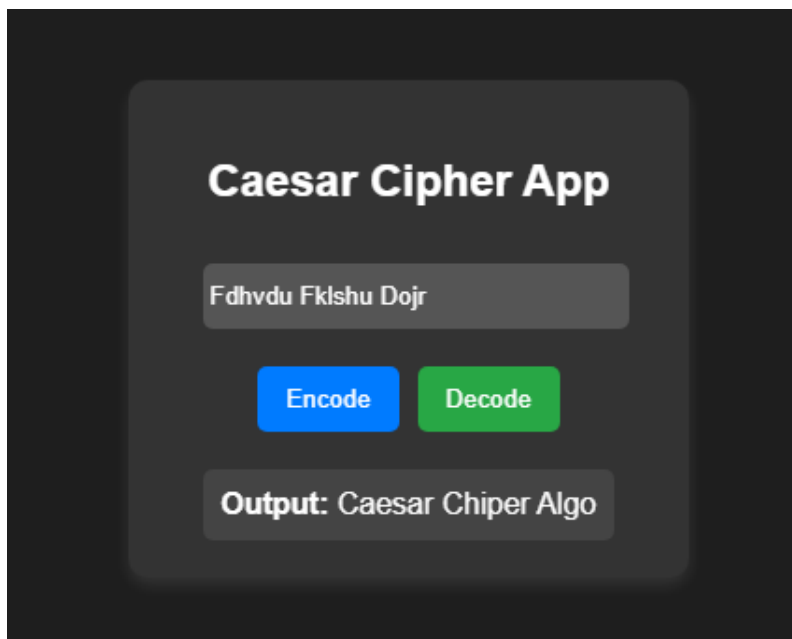 Caesar Cipher App
Fdhvdu Fklshu Dojr
Encode Decode
Output: Caesar Chiper Algo